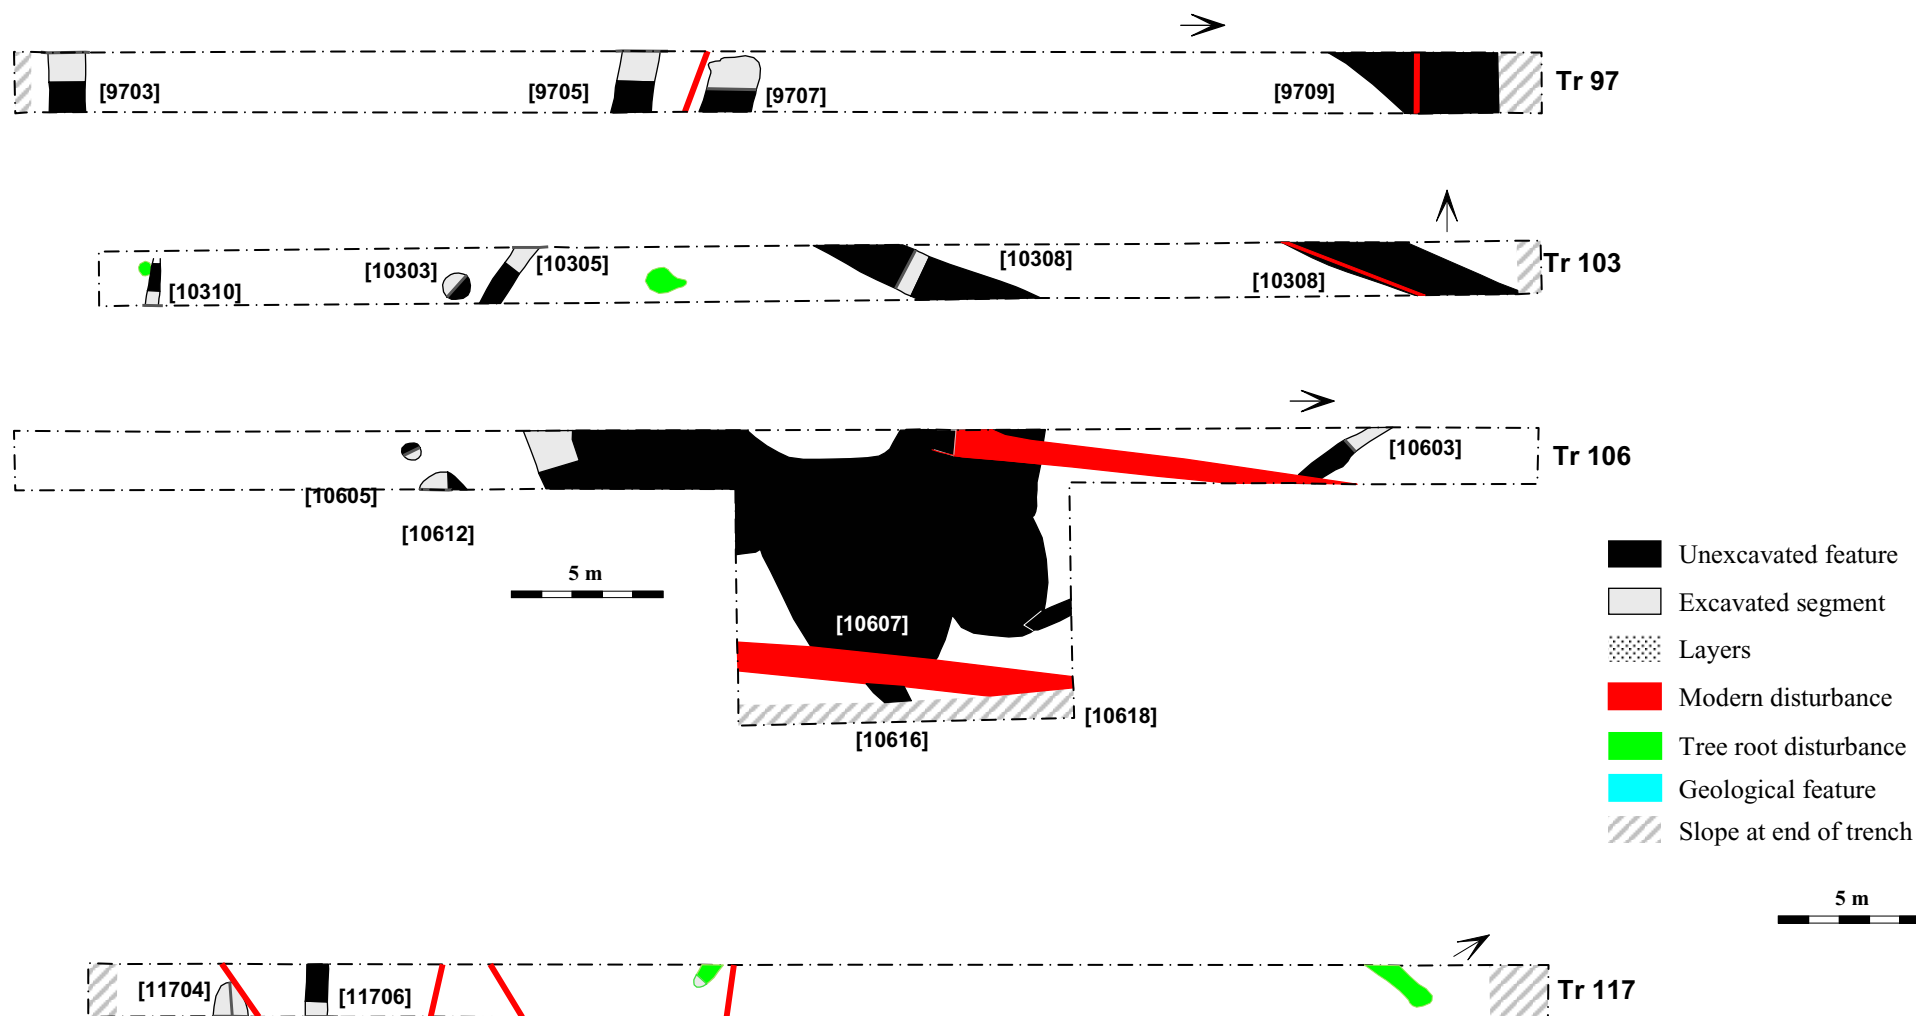 [9703]
[9705]
[9707]
[9709]
Tr 97
[10310]
[10303]
[10305]
[10308]
[10308]
Tr 103
[10605]
[10612]
[10603]
Tr 106
5 m
[10607]
[10618]
[10616]
Unexcavated feature
Excavated segment
Layers
Modern disturbance
Tree root disturbance
Geological feature
Slope at end of trench
5 m
[11704]
[11706]
Tr 117